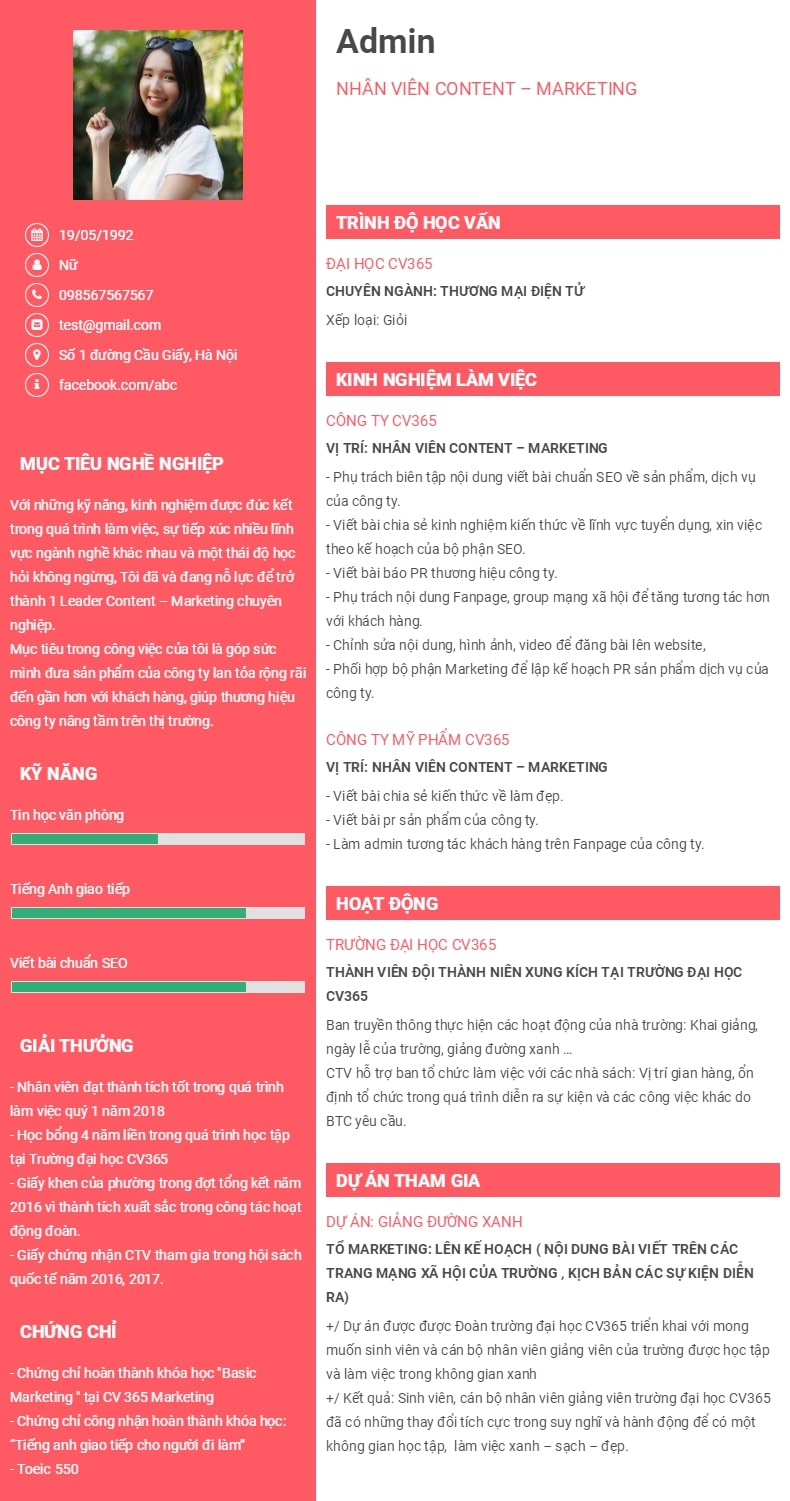 Admin
NHÂN VIÊN CONTENT – MARKETING
19/05/1992
Nữ
098567567567
test@gmail.com
Số 1 đường Cầu Giấy, Hà Nội
facebook.com/abc
MỤC TIÊU NGHỀ NGHIỆP
Với những kỹ năng, kinh nghiệm được đúc kết
trong quá trình làm việc, sự tiếp xúc nhiều lĩnh
vực ngành nghề khác nhau và một thái độ học
hỏi không ngừng, Tôi đã và đang nỗ lực để trở
thành 1 Leader Content – Marketing chuyên
nghiệp.
Mục tiêu trong công việc của tôi là góp sức
mình đưa sản phẩm của công ty lan tỏa rộng rãi
đến gần hơn với khách hàng, giúp thương hiệu
công ty nâng tầm trên thị trường.
KỸ NĂNG
Tin học văn phòng
Tiếng Anh giao tiếp
Viết bài chuẩn SEO
GIẢI THƯỞNG
- Nhân viên đạt thành tích tốt trong quá trình
làm việc quý 1 năm 2018
- Học bổng 4 năm liền trong quá trình học tập
tại Trường đại học CV365
- Giấy khen của phường trong đợt tổng kết năm
2016 vì thành tích xuất sắc trong công tác hoạt
động đoàn.
- Giấy chứng nhận CTV tham gia trong hội sách
quốc tế năm 2016, 2017.
CHỨNG CHỈ
- Chứng chỉ hoàn thành khóa học "Basic
Marketing " tại CV 365 Marketing
- Chứng chỉ công nhận hoàn thành khóa học:
“Tiếng anh giao tiếp cho người đi làm”
- Toeic 550
TRÌNH ĐỘ HỌC VẤN
ĐẠI HỌC CV365
CHUYÊN NGÀNH: THƯƠNG MẠI ĐIỆN TỬ
Xếp loại: Giỏi
KINH NGHIỆM LÀM VIỆC
CÔNG TY CV365
VỊ TRÍ: NHÂN VIÊN CONTENT – MARKETING
- Phụ trách biên tập nội dung viết bài chuẩn SEO về sản phẩm, dịch vụ
của công ty.
- Viết bài chia sẻ kinh nghiệm kiến thức về lĩnh vực tuyển dụng, xin việc
theo kế hoạch của bộ phận SEO.
- Viết bài báo PR thương hiệu công ty.
- Phụ trách nội dung Fanpage, group mạng xã hội để tăng tương tác hơn
với khách hàng.
- Chỉnh sửa nội dung, hình ảnh, video để đăng bài lên website,
- Phối hợp bộ phận Marketing để lập kế hoạch PR sản phẩm dịch vụ của
công ty.
CÔNG TY MỸ PHẨM CV365
VỊ TRÍ: NHÂN VIÊN CONTENT – MARKETING
- Viết bài chia sẻ kiến thức về làm đẹp.
- Viết bài pr sản phẩm của công ty.
- Làm admin tương tác khách hàng trên Fanpage của công ty.
HOẠT ĐỘNG
TRƯỜNG ĐẠI HỌC CV365
THÀNH VIÊN ĐỘI THÀNH NIÊN XUNG KÍCH TẠI TRƯỜNG ĐẠI HỌC
CV365
Ban truyền thông thực hiện các hoạt động của nhà trường: Khai giảng,
ngày lễ của trường, giảng đường xanh ...
CTV hỗ trợ ban tổ chức làm việc với các nhà sách: Vị trí gian hàng, ổn
định tổ chức trong quá trình diễn ra sự kiện và các công việc khác do
BTC yêu cầu.
DỰ ÁN THAM GIA
DỰ ÁN: GIẢNG ĐƯỜNG XANH
TỔ MARKETING: LÊN KẾ HOẠCH ( NỘI DUNG BÀI VIẾT TRÊN CÁC
TRANG MẠNG XÃ HỘI CỦA TRƯỜNG , KỊCH BẢN CÁC SỰ KIỆN DIỄN
RA)
+/ Dự án được được Đoàn trường đại học CV365 triển khai với mong
muốn sinh viên và cán bộ nhân viên giảng viên của trường được học tập
và làm việc trong không gian xanh
+/ Kết quả: Sinh viên, cán bộ nhân viên giảng viên trường đại học CV365
đã có những thay đổi tích cực trong suy nghĩ và hành động để có một
không gian học tập, làm việc xanh – sạch – đẹp.